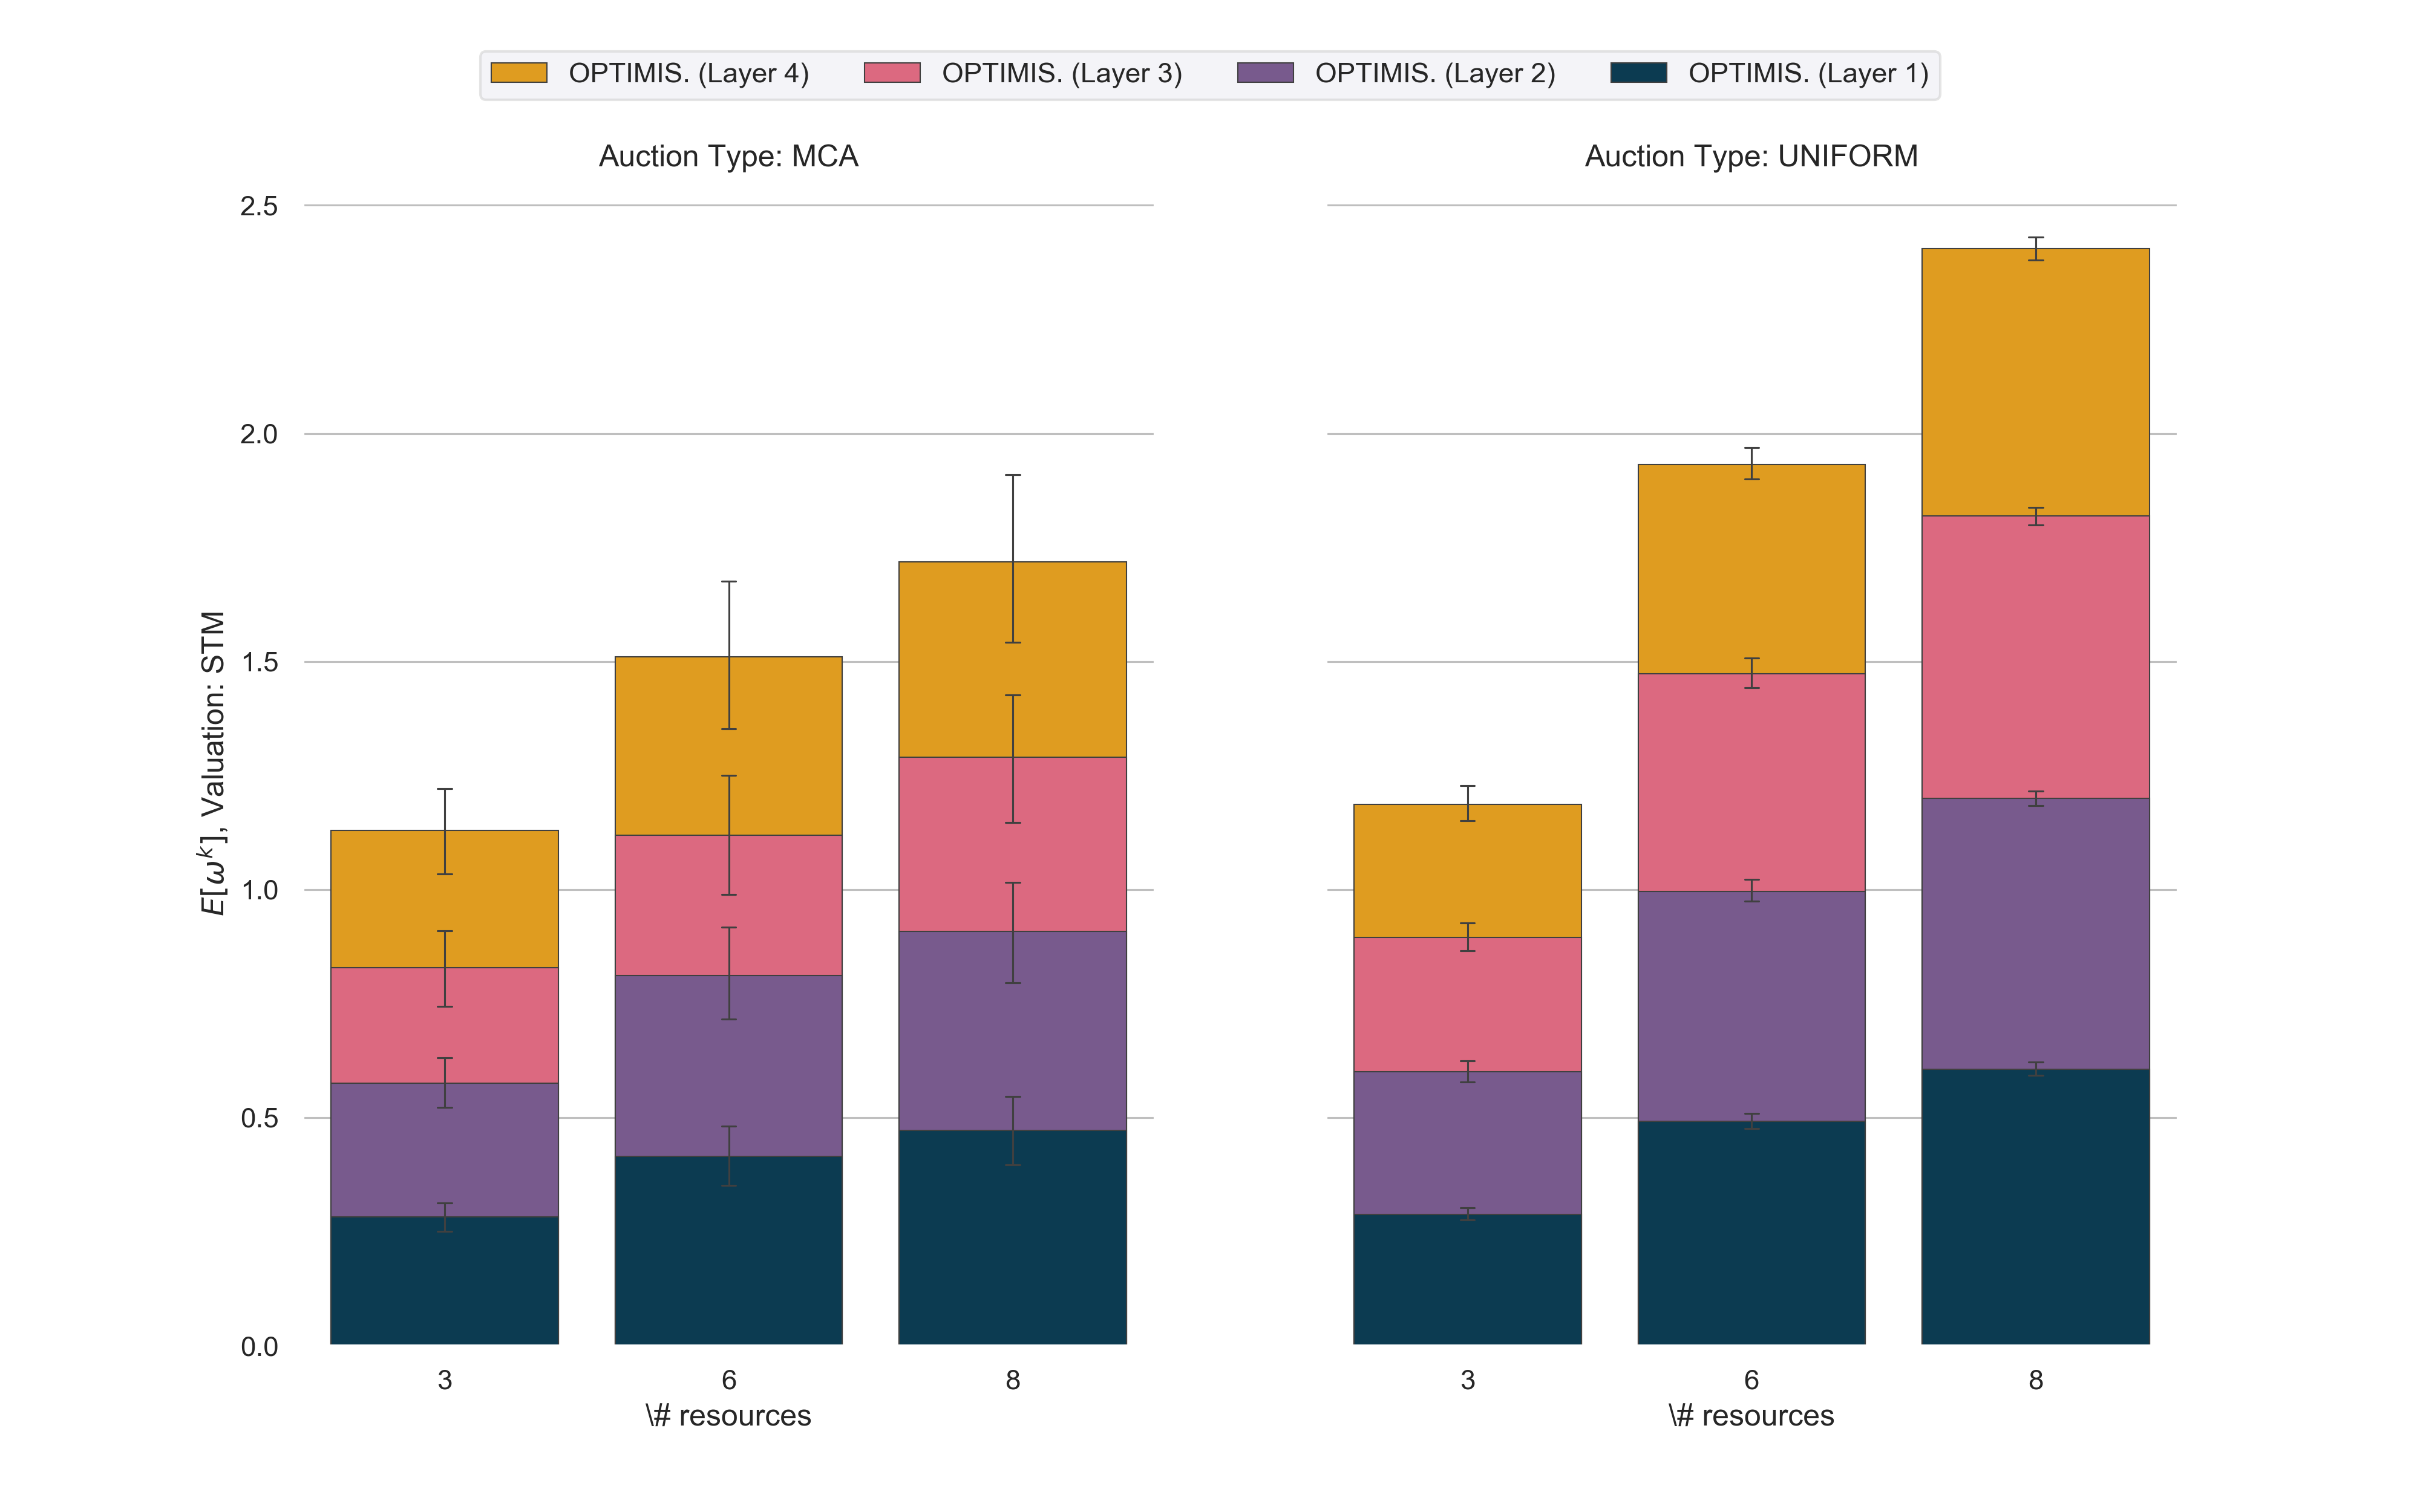 OPTIMIS. (Layer 4) OPTIMIS. (Layer 3) OPTIMIS. (Layer 2) OPTIMIS. (Layer 1)
Auction Type: MCA
Auction Type: UNIFORM
E[ω^k], Valuation: STM
2.5
2.0
1.5
1.0
0.5
0.0
3 6 8
\# resources
3 6 8
\# resources